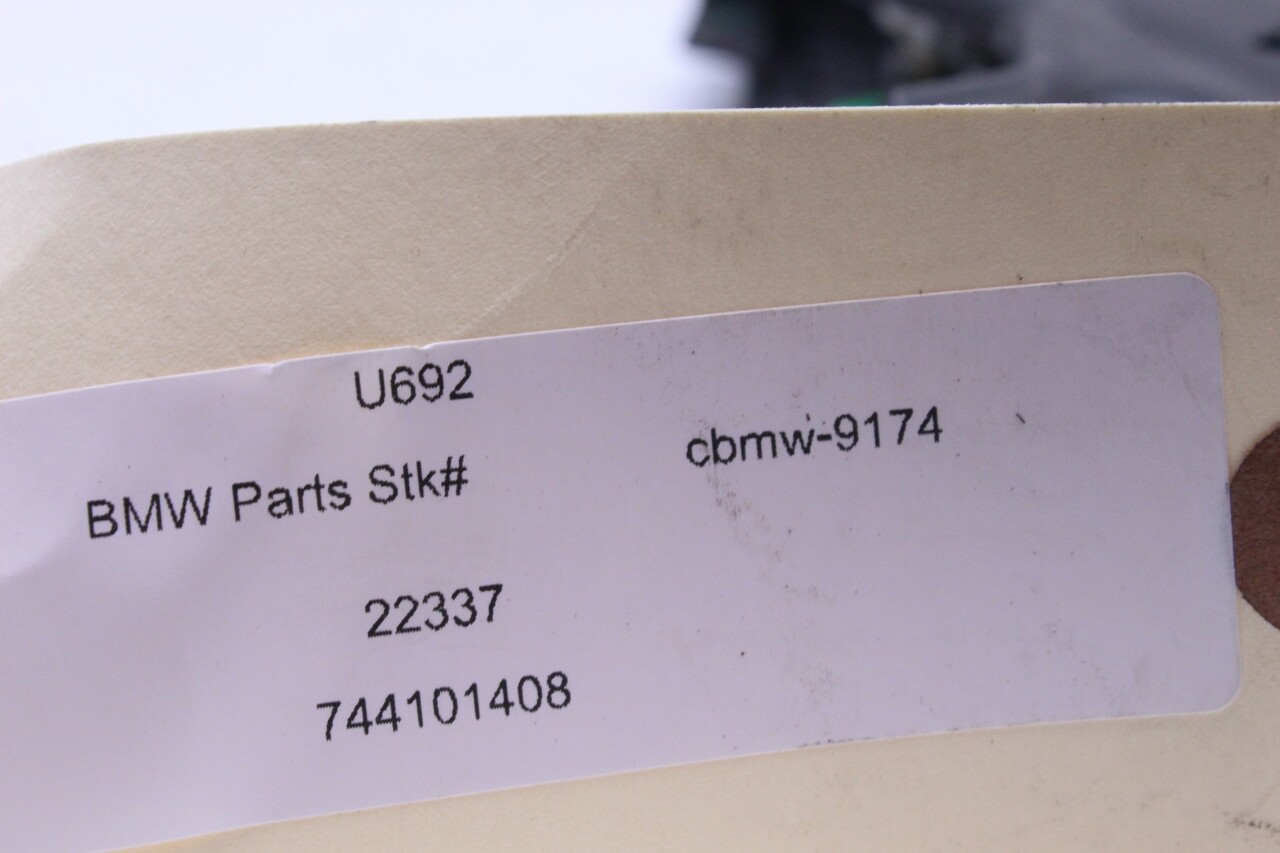 U692
BMW Parts Stk#
cbmw-9174
22337
744101408